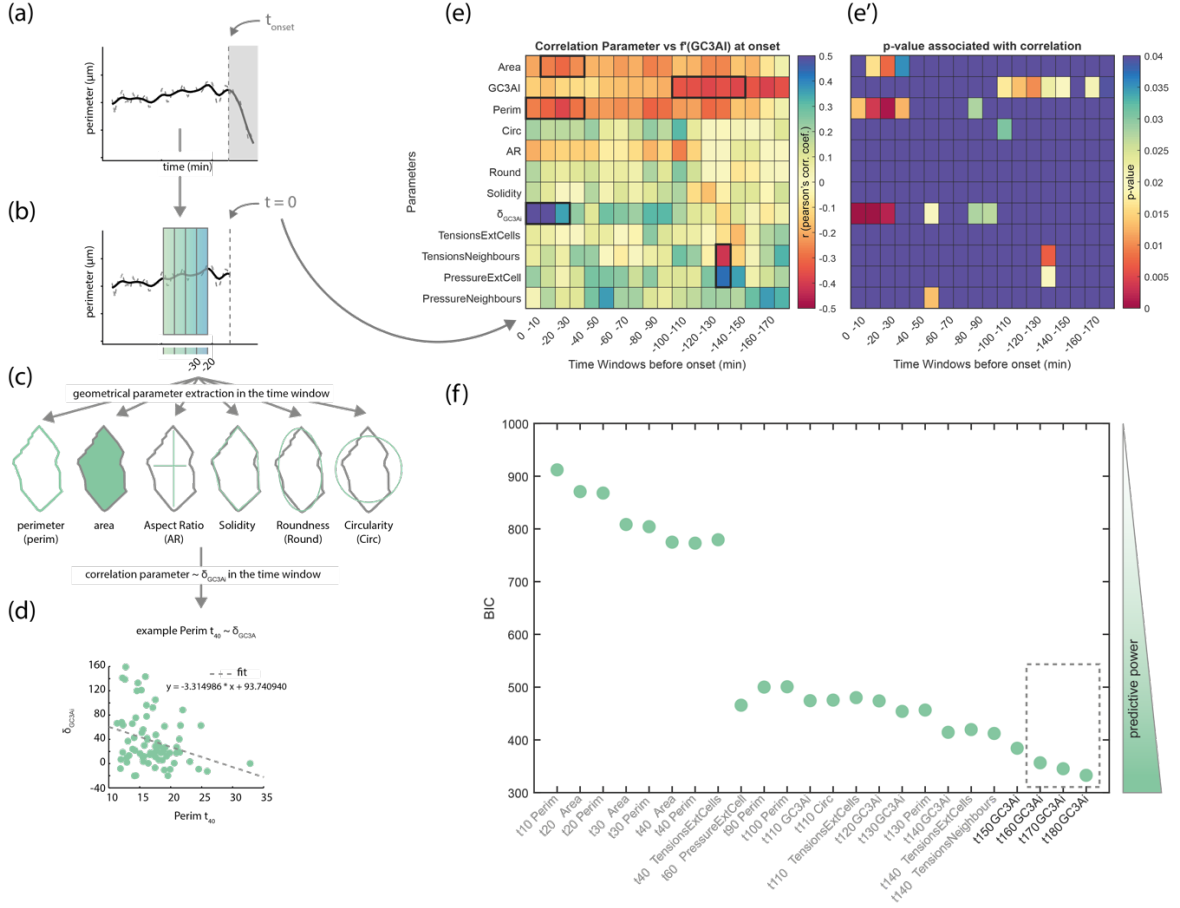 (a)
t onset
perimeter (μm)
time (min)
(b)
t = 0
perimeter (μm)
-30
-20
(c)
geometrical parameter extraction in the time window
perimeter
(perim)
area
Aspect Ratio
(AR)
Solidity
Roundness
(Round)
Circularity
(Circ)
correlation parameter ~ δGC3Ai in the time window
(d)
example Perim t40 ~ δGC3A
fit
y = -3.314986 * x + 93.740940
160
120
80
40
0
-40
δGC3Ai
10
15
20
25
30
35
Perim t40
(e)
Correlation Parameter vs f'(GC3AI) at onset
Parameters
Area
GC3AI
Perim
Circ
AR
Round
Solidity
δGC3Ai
TensionsExtCells
TensionsNeighbours
PressureExtCell
PressureNeighbours
0 -10
-20 -30
-40 -50
-60 -70
-80 -90
-100 -110
-120 -130
-140 -150
-160 -170
Time Windows before onset (min)
0.5
0.4
0.3
0.2
0.1
0
-0.1
-0.2
-0.3
-0.4
-0.5
r (pearson's corr. coef.)
(e')
p-value associated with correlation
0 -10
-20 -30
-40 -50
-60 -70
-80 -90
-100 -110
-120 -130
-140 -150
-160 -170
Time Windows before onset (min)
0.04
0.035
0.03
0.025
0.02
0.015
0.01
0.005
0
p-value
(f)
1000
900
800
700
600
500
400
300
BIC
t10 Perim
t20 Area
t20 Perim
t30 Area
t30 Perim
t40 Area
t40 Perim
t40 TensionsExtCells
t60 PressureExtCell
t90 Perim
t100 Perim
t110 GC3Ai
t110 Circ
t110 TensionsExtCells
t120 GC3Ai
t130 GC3Ai
t130 Perim
t140 GC3Ai
t140 TensionsExtCells
t140 TensionsNeighbours
t150 GC3Ai
t160 GC3Ai
t170 GC3Ai
t180 GC3Ai
predictive power